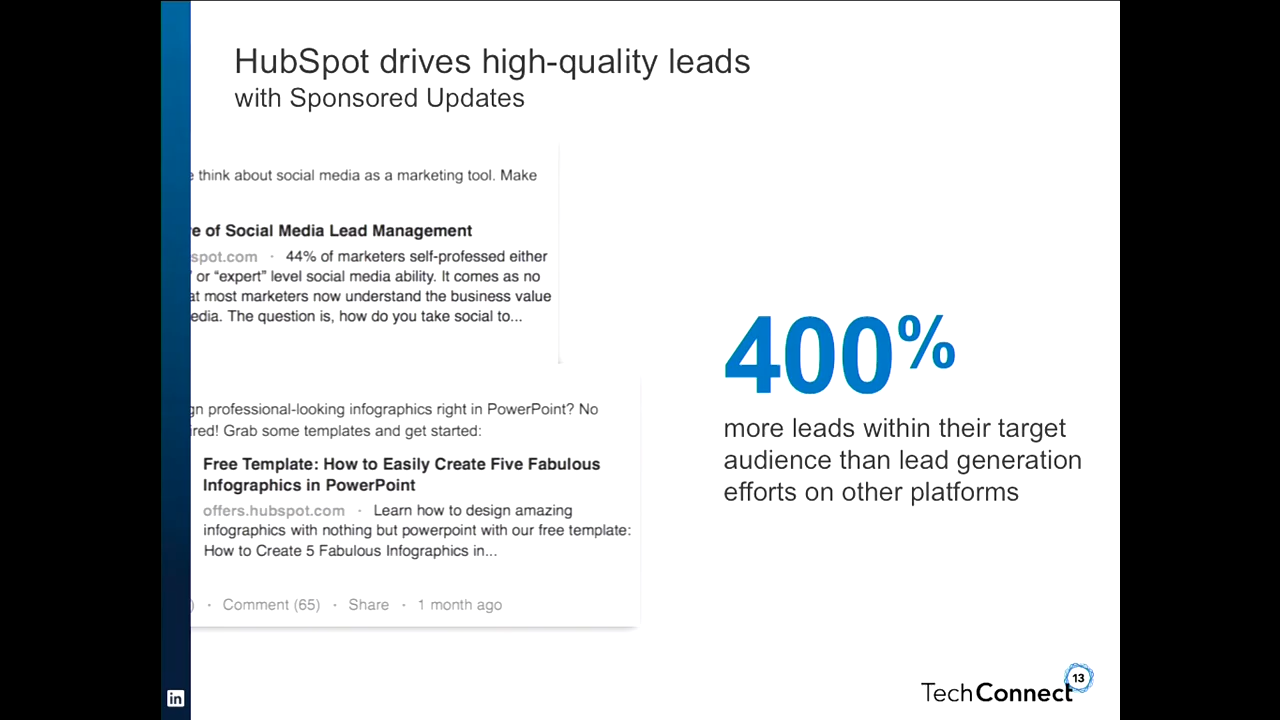 HubSpot drives high-quality leads
with Sponsored Updates
think about social media as a marketing tool. Make
of Social Media Lead Management
spot.com · 44% of marketers self-professed either
or “expert” level social media ability. It comes as no
most marketers now understand the business value
edia. The question is, how do you take social to...
400%
more leads within their target
audience than lead generation
efforts on other platforms
gn professional-looking infographics right in PowerPoint? No
ired! Grab some templates and get started:
Free Template: How to Easily Create Five Fabulous
Infographics in PowerPoint
offers.hubspot.com · Learn how to design amazing
infographics with nothing but powerpoint with our free template:
How to Create 5 Fabulous Infographics in...
) · Comment (65) · Share · 1 month ago
in
TechConnect 13